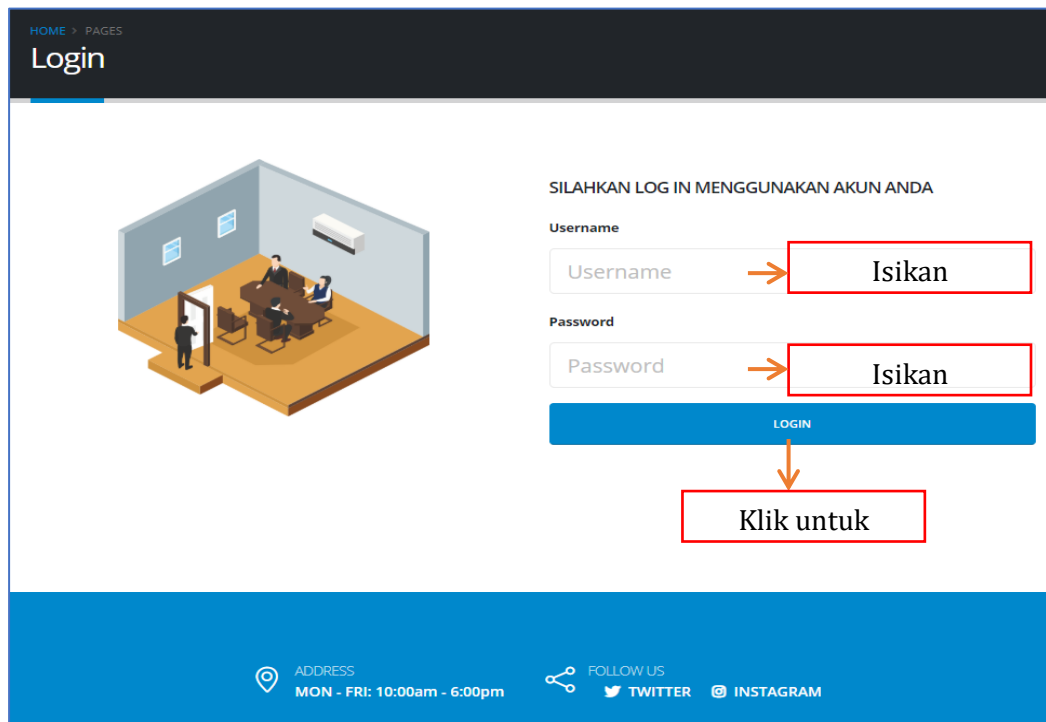 HOME > PAGES
Login
SILAHKAN LOG IN MENGGUNAKAN AKUN ANDA
Username
Username
Isikan
Password
Password
Isikan
LOGIN
Klik untuk
ADDRESS
MON - FRI: 10:00am - 6:00pm
FOLLOW US
TWITTER INSTAGRAM